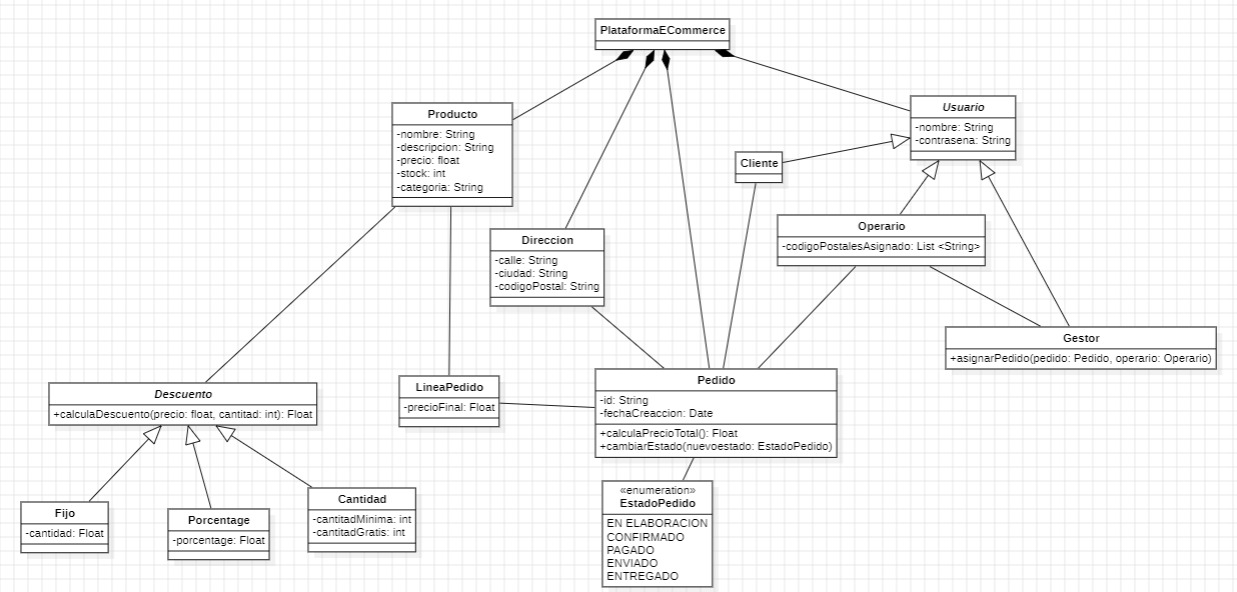 PlataformaECommerce
Producto
-nombre: String
-descripcion: String
-precio: float
-stock: int
-categoria: String
Usuario
-nombre: String
-contrasena: String
Cliente
Direccion
-calle: String
-ciudad: String
-codigoPostal: String
Operario
-codigoPostalesAsignado: List <String>
Gestor
+asignarPedido(pedido: Pedido, operario: Operario)
Descuento
+calculaDescuento(precio: float, cantitad: int): Float
LineaPedido
-precioFinal: Float
Pedido
-id: String
-fechaCreaccion: Date
+calculaPrecioTotal(): Float
+cambiarEstado(nuevoestado: EstadoPedido)
Fijo
-cantidad: Float
Porcentage
-porcentage: Float
Cantidad
-cantitadMinima: int
-cantitadGratis: int
«enumeration»
EstadoPedido
EN ELABORACION
CONFIRMADO
PAGADO
ENVIADO
ENTREGADO